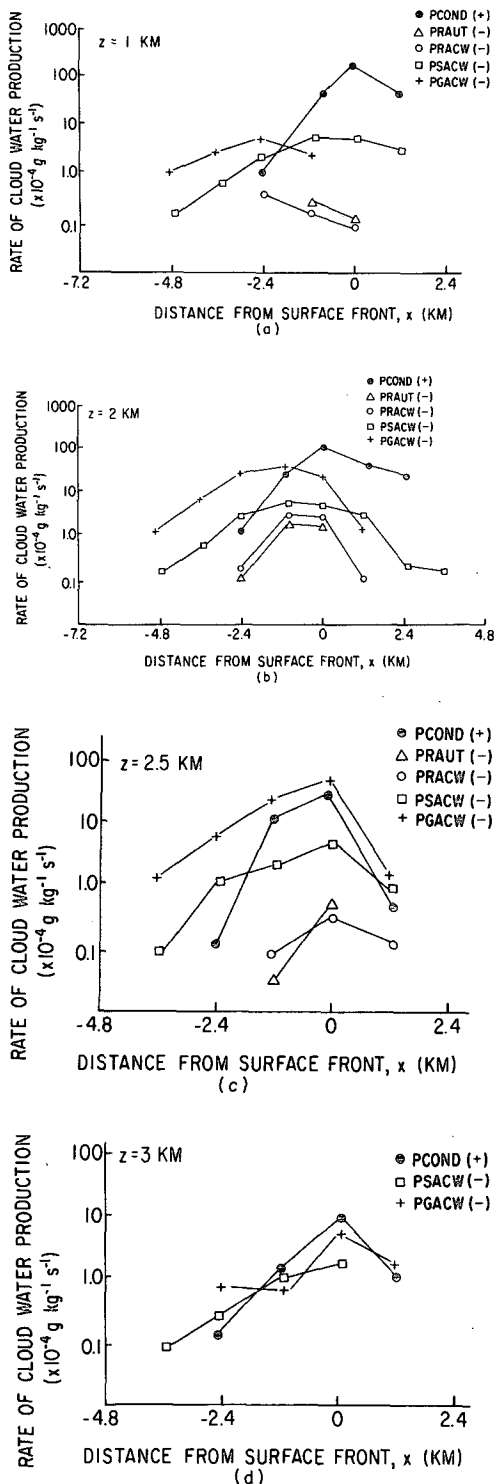 z = 1 KM
PCOND (+)
PRAUT (−)
PRACW (−)
PSACW (−)
PGACW (−)
RATE OF CLOUD WATER PRODUCTION
(x10⁻⁴ g kg⁻¹ s⁻¹)
1000
100
10
1.0
0.1
-7.2 -4.8 -2.4 0 2.4
DISTANCE FROM SURFACE FRONT, x (KM)
(a)
z = 2 KM
PCOND (+)
PRAUT (−)
PRACW (−)
PSACW (−)
PGACW (−)
RATE OF CLOUD WATER PRODUCTION
(x10⁻⁴ g kg⁻¹ s⁻¹)
1000
100
10
1.0
0.1
-7.2 -4.8 -2.4 0 2.4 4.8
DISTANCE FROM SURFACE FRONT, x (KM)
(b)
z = 2.5 KM
PCOND (+)
PRAUT (−)
PRACW (−)
PSACW (−)
PGACW (−)
RATE OF CLOUD WATER PRODUCTION
(x10⁻⁴ g kg⁻¹ s⁻¹)
100
10
1.0
0.1
-4.8 -2.4 0 2.4
DISTANCE FROM SURFACE FRONT, x (KM)
(c)
z = 3 KM
PCOND (+)
PSACW (−)
PGACW (−)
RATE OF CLOUD WATER PRODUCTION
(x10⁻⁴ g kg⁻¹ s⁻¹)
100
10
1.0
0.1
-4.8 -2.4 0 2.4
DISTANCE FROM SURFACE FRONT, x (KM)
(d)